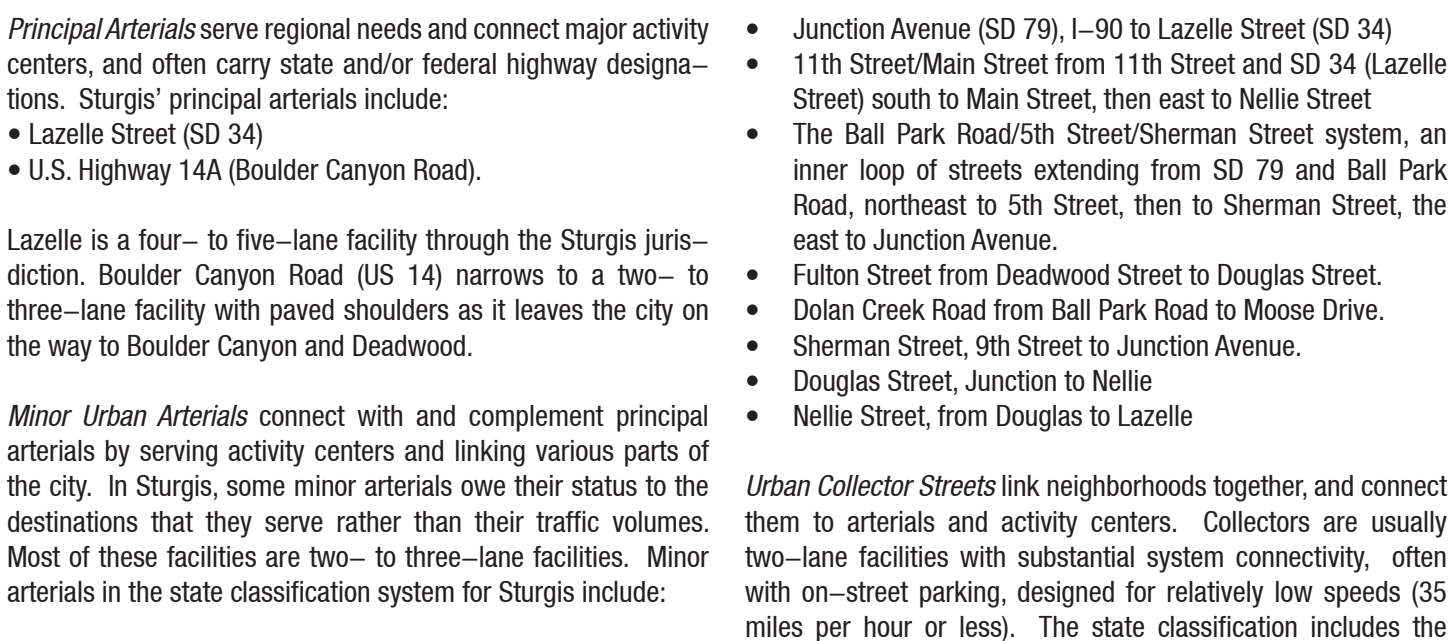 Principal Arterials serve regional needs and connect major activity
centers, and often carry state and/or federal highway designa–
tions. Sturgis’ principal arterials include:
• Lazelle Street (SD 34)
• U.S. Highway 14A (Boulder Canyon Road).
Lazelle is a four– to five–lane facility through the Sturgis juris–
diction. Boulder Canyon Road (US 14) narrows to a two– to
three–lane facility with paved shoulders as it leaves the city on
the way to Boulder Canyon and Deadwood.
Minor Urban Arterials connect with and complement principal
arterials by serving activity centers and linking various parts of
the city. In Sturgis, some minor arterials owe their status to the
destinations that they serve rather than their traffic volumes.
Most of these facilities are two– to three–lane facilities. Minor
arterials in the state classification system for Sturgis include:
• Junction Avenue (SD 79), I–90 to Lazelle Street (SD 34)
• 11th Street/Main Street from 11th Street and SD 34 (Lazelle
Street) south to Main Street, then east to Nellie Street
• The Ball Park Road/5th Street/Sherman Street system, an
inner loop of streets extending from SD 79 and Ball Park
Road, northeast to 5th Street, then to Sherman Street, the
east to Junction Avenue.
• Fulton Street from Deadwood Street to Douglas Street.
• Dolan Creek Road from Ball Park Road to Moose Drive.
• Sherman Street, 9th Street to Junction Avenue.
• Douglas Street, Junction to Nellie
• Nellie Street, from Douglas to Lazelle
Urban Collector Streets link neighborhoods together, and connect
them to arterials and activity centers. Collectors are usually
two–lane facilities with substantial system connectivity, often
with on–street parking, designed for relatively low speeds (35
miles per hour or less). The state classification includes the